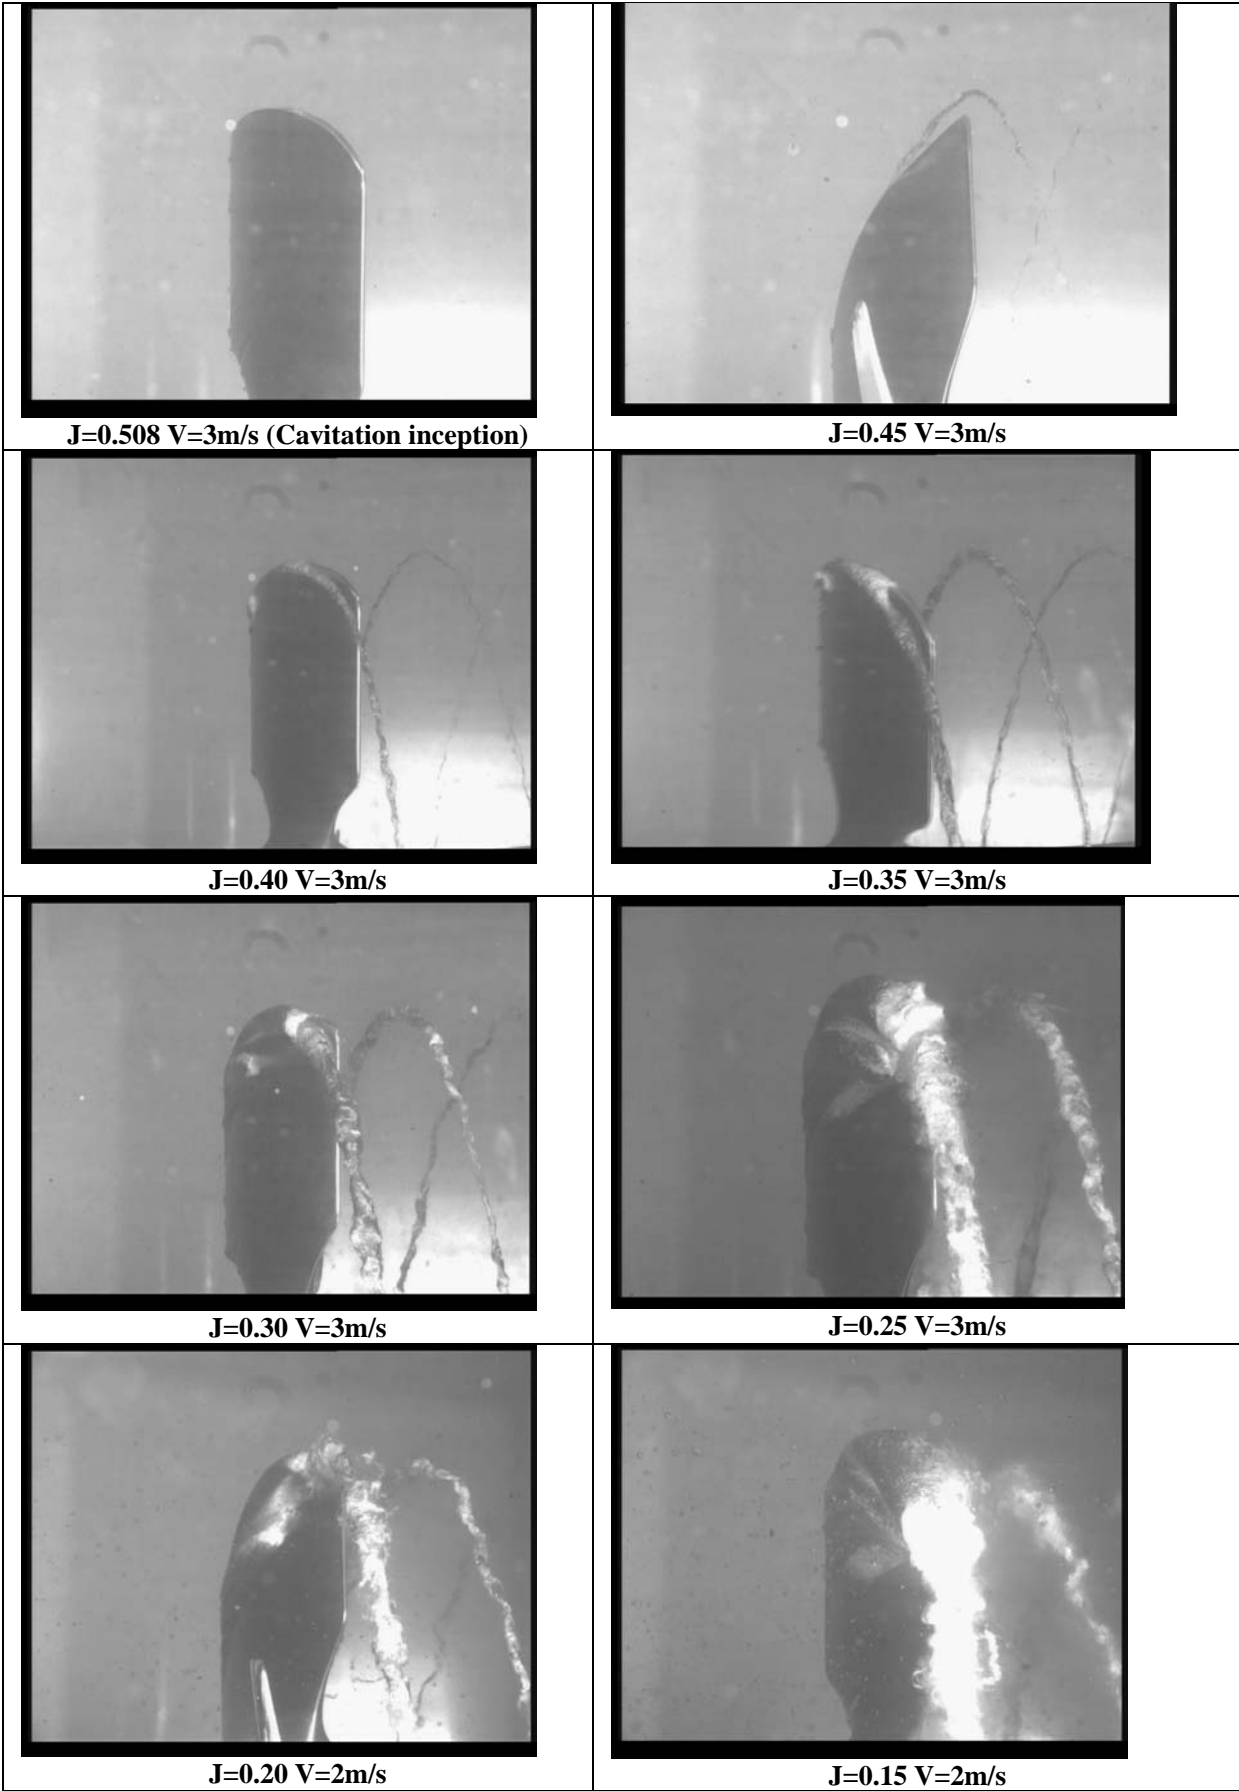 J=0.508 V=3m/s (Cavitation inception)
J=0.45 V=3m/s
J=0.40 V=3m/s
J=0.35 V=3m/s
J=0.30 V=3m/s
J=0.25 V=3m/s
J=0.20 V=2m/s
J=0.15 V=2m/s